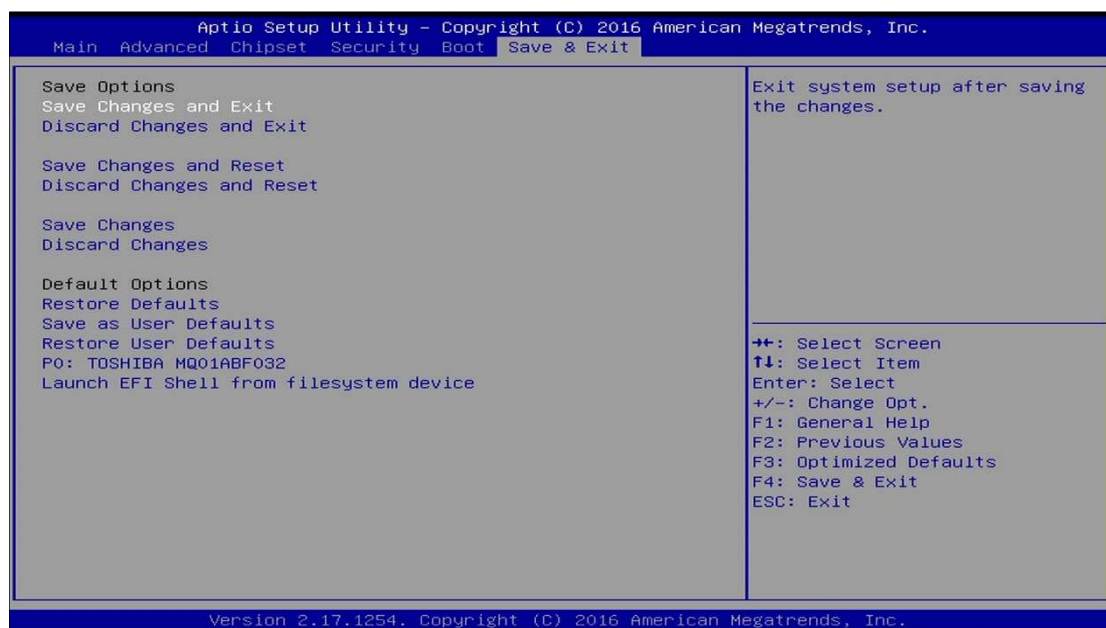 Aptio Setup Utility – Copyright (C) 2016 American Megatrends, Inc.
Main Advanced Chipset Security Boot Save & Exit
Save Options
Save Changes and Exit
Discard Changes and Exit
Save Changes and Reset
Discard Changes and Reset
Save Changes
Discard Changes
Default Options
Restore Defaults
Save as User Defaults
Restore User Defaults
P0: TOSHIBA MQ01ABF032
Launch EFI Shell from filesystem device
Exit system setup after saving
the changes.
→←: Select Screen
↑↓: Select Item
Enter: Select
+/-: Change Opt.
F1: General Help
F2: Previous Values
F3: Optimized Defaults
F4: Save & Exit
ESC: Exit
Version 2.17.1254. Copyright (C) 2016 American Megatrends, Inc.